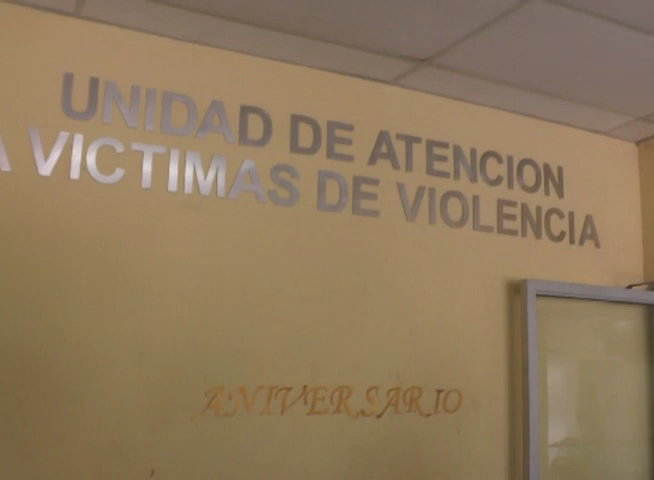 UNIDAD DE ATENCION
A VICTIMAS DE VIOLENCIA
ANIVERSARIO